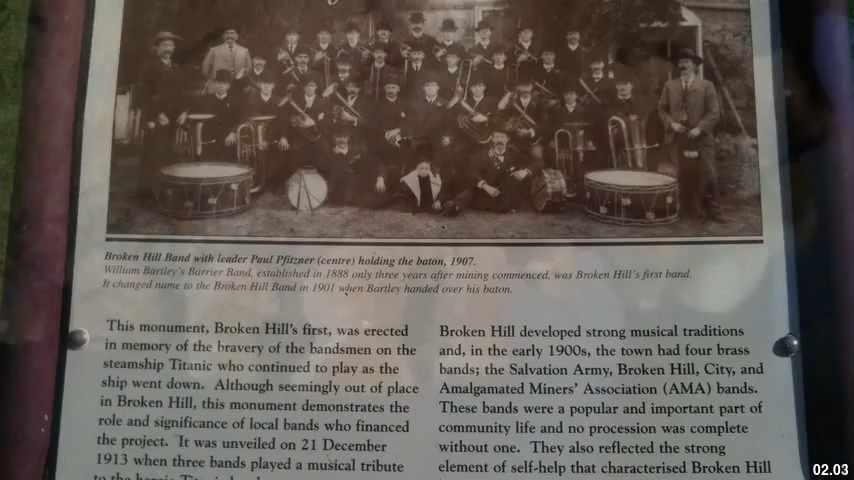 Broken Hill Band with leader Paul Pfitzner (centre) holding the baton, 1907.
William Bartley's Barrier Band, established in 1888 only three years after mining commenced, was Broken Hill's first band.
It changed name to the Broken Hill Band in 1901 when Bartley handed over his baton.
This monument, Broken Hill's first, was erected
in memory of the bravery of the bandsmen on the
steamship Titanic who continued to play as the
ship went down. Although seemingly out of place
in Broken Hill, this monument demonstrates the
role and significance of local bands who financed
the project. It was unveiled on 21 December
1913 when three bands played a musical tribute
to the heroic
Broken Hill developed strong musical traditions
and, in the early 1900s, the town had four brass
bands; the Salvation Army, Broken Hill, City, and
Amalgamated Miners' Association (AMA) bands.
These bands were a popular and important part of
community life and no procession was complete
without one. They also reflected the strong
element of self-help that characterised Broken Hill
02.03